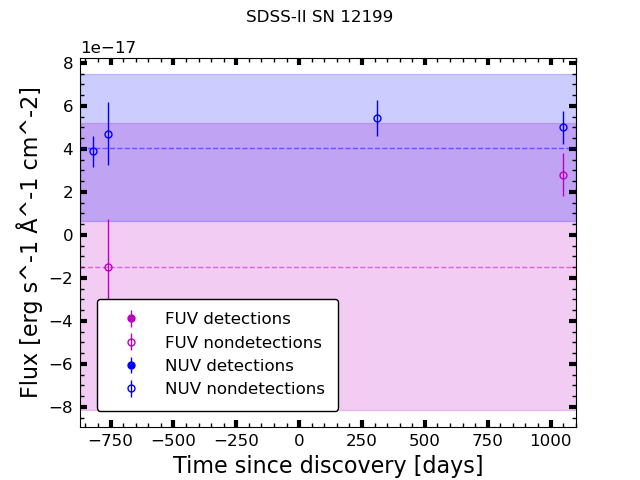 SDSS-II SN 12199
1e−17
8
6
4
2
0
−2
−4
−6
−8
Flux [erg s^-1 Å^-1 cm^-2]
FUV detections
FUV nondetections
NUV detections
NUV nondetections
−750 −500 −250 0 250 500 750 1000
Time since discovery [days]